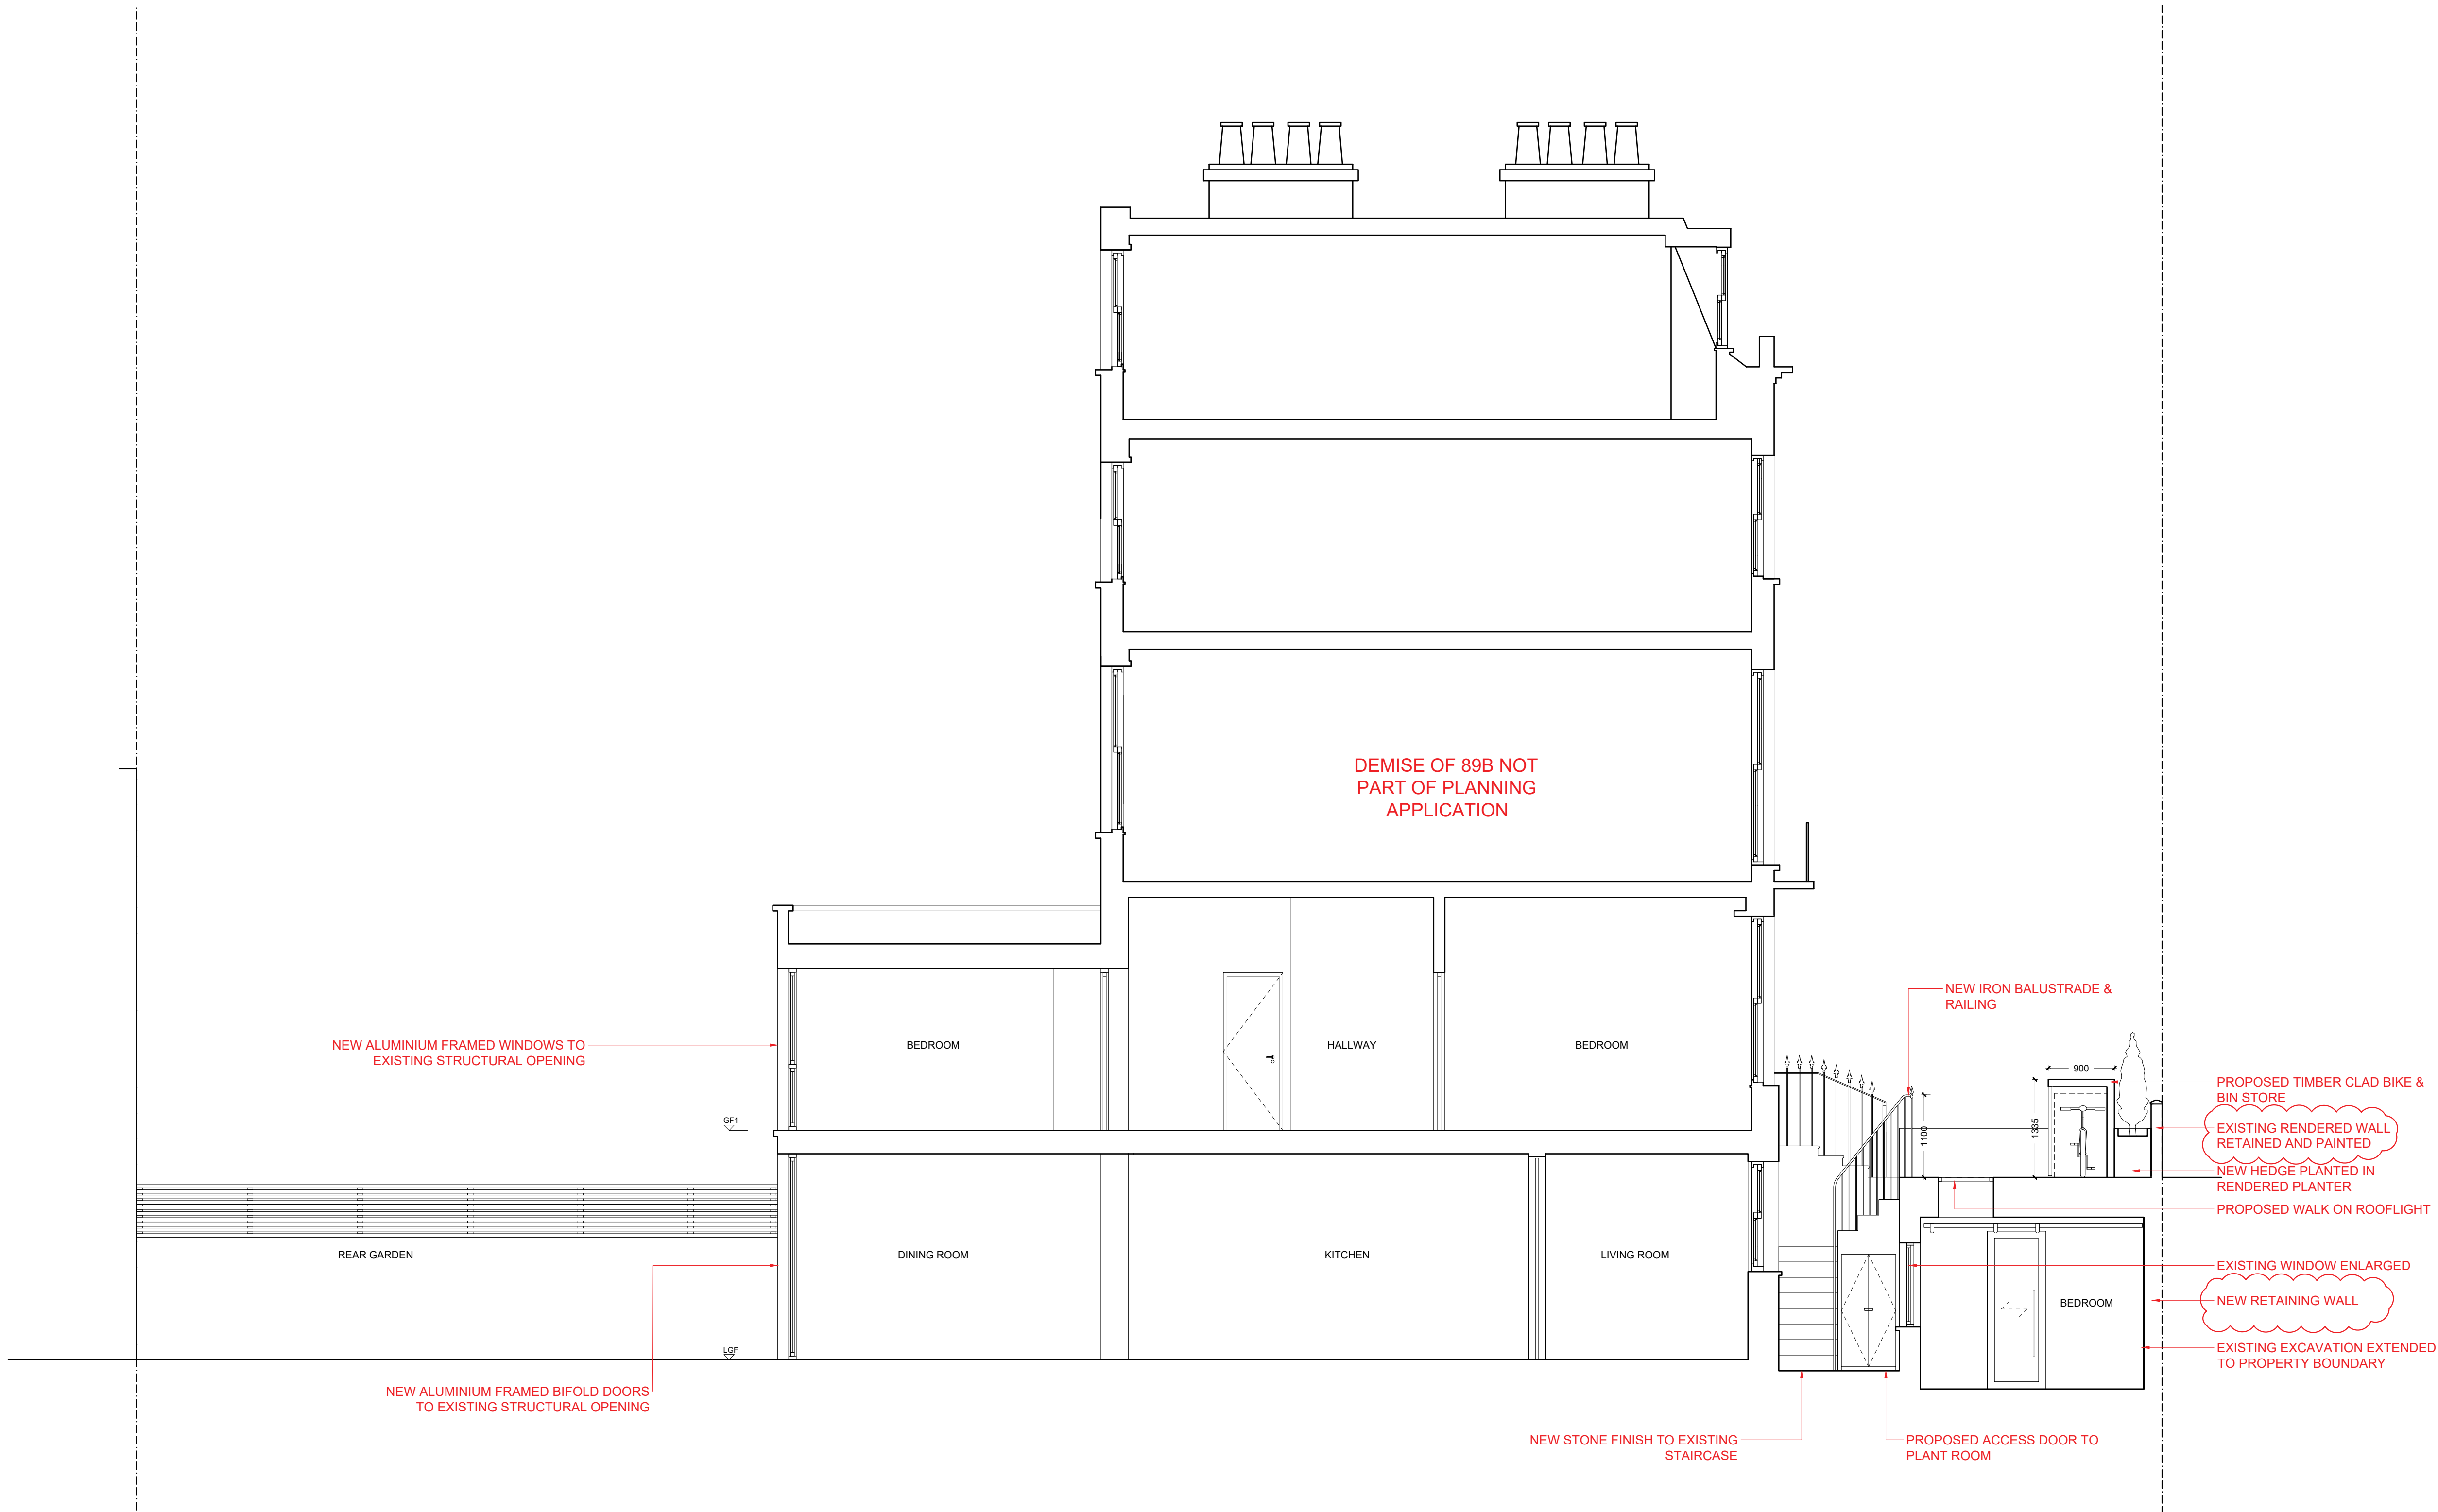 DEMISE OF 89B NOT
PART OF PLANNING
APPLICATION
NEW IRON BALUSTRADE &
RAILING
NEW ALUMINIUM FRAMED WINDOWS TO
EXISTING STRUCTURAL OPENING
BEDROOM
HALLWAY
BEDROOM
900
1335
1100
PROPOSED TIMBER CLAD BIKE &
BIN STORE
EXISTING RENDERED WALL
RETAINED AND PAINTED
NEW HEDGE PLANTED IN
RENDERED PLANTER
PROPOSED WALK ON ROOFLIGHT
GF1
REAR GARDEN
DINING ROOM
KITCHEN
LIVING ROOM
EXISTING WINDOW ENLARGED
NEW RETAINING WALL
BEDROOM
EXISTING EXCAVATION EXTENDED
TO PROPERTY BOUNDARY
LGF
NEW ALUMINIUM FRAMED BIFOLD DOORS
TO EXISTING STRUCTURAL OPENING
NEW STONE FINISH TO EXISTING
STAIRCASE
PROPOSED ACCESS DOOR TO
PLANT ROOM